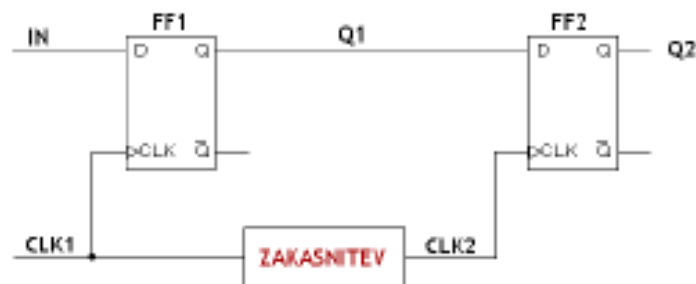 FF1
FF2
IN
D Q
Q1
D Q
Q2
CLK Q̅
CLK Q̅
CLK1
ZAKASNITEV
CLK2